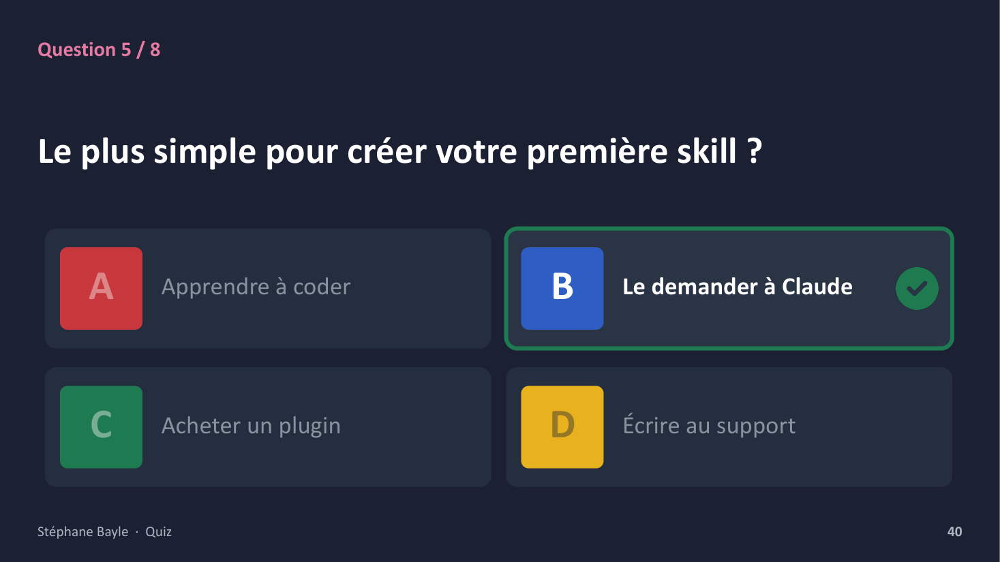 Question 5 / 8
Le plus simple pour créer votre première skill ?
A
Apprendre à coder
B
Le demander à Claude
C
Acheter un plugin
D
Écrire au support
Stéphane Bayle · Quiz
40